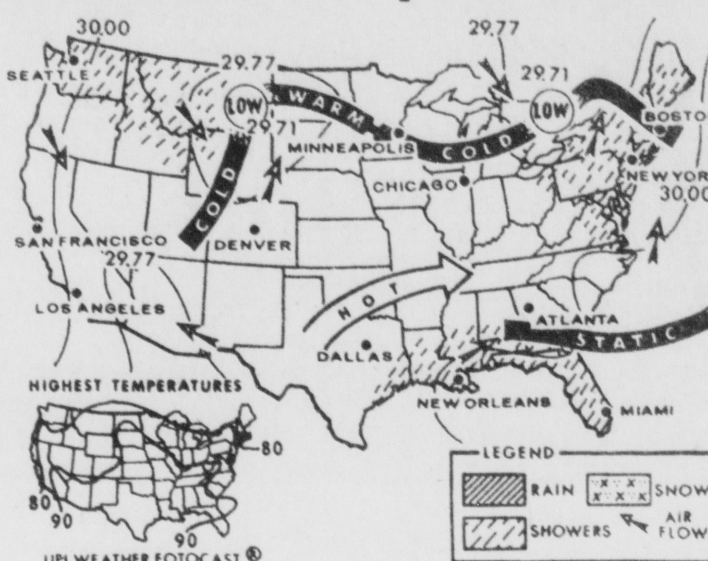 30.00
29.77
29.77
29.71
SEATTLE
LOW
WARM
LOW
29.71
BOSTO
MINNEAPOLIS
COLD
NEW YOR
CHICAGO
30.00
COLD
SAN FRANCISCO
DENVER
29.77
HOT
LOS ANGELES
ATLANTA
STATIC
DALLAS
HIGHEST TEMPERATURES
NEW ORLEANS
MIAMI
80
LEGEND
RAIN
SNOW
80
90
90
SHOWERS
AIR
FLOW
UPI WEATHER FOTOCAST ®